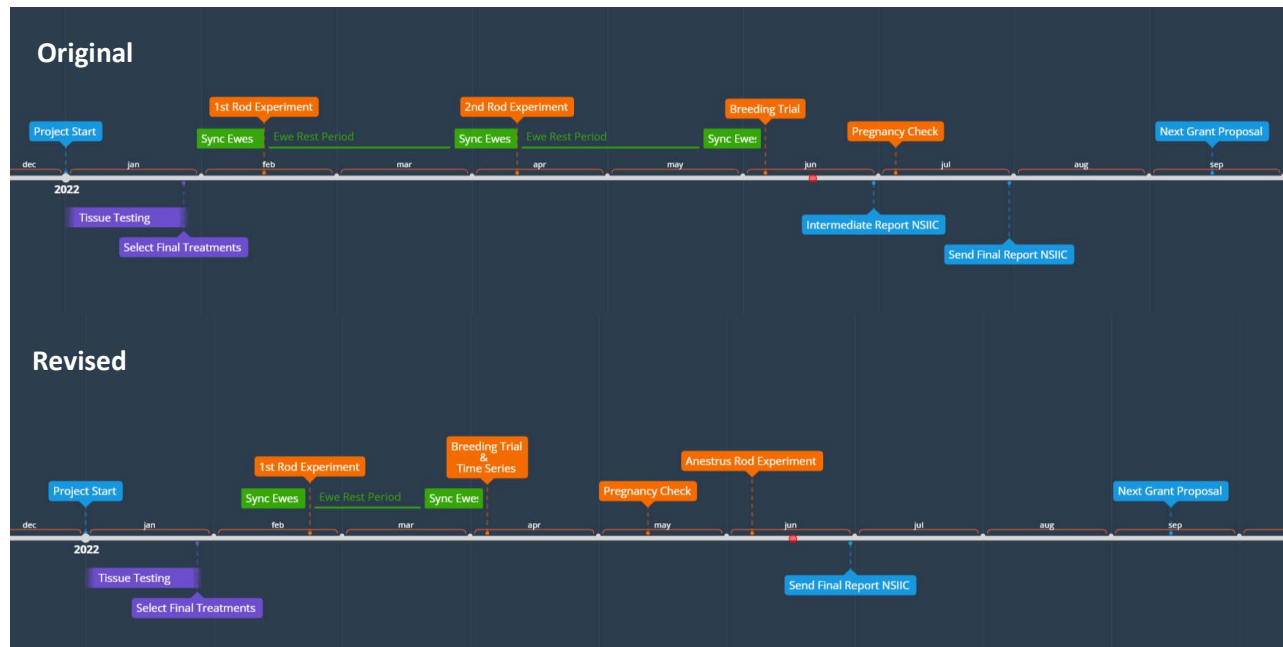 Original
1st Rod Experiment
2nd Rod Experiment
Breeding Trial
Project Start
Sync Ewes
Ewe Rest Period
Sync Ewes
Ewe Rest Period
Sync Ewe:
Pregnancy Check
Next Grant Proposal
dec
jan
feb
mar
apr
may
jun
jul
aug
sep
2022
Tissue Testing
Select Final Treatments
Intermediate Report NSIIC
Send Final Report NSIIC
Revised
Breeding Trial
&
Time Series
1st Rod Experiment
Anestrus Rod Experiment
Project Start
Sync Ewes
Ewe Rest Period
Sync Ewe:
Pregnancy Check
Next Grant Proposal
dec
jan
feb
mar
apr
may
jun
jul
aug
sep
2022
Tissue Testing
Select Final Treatments
Send Final Report NSIIC